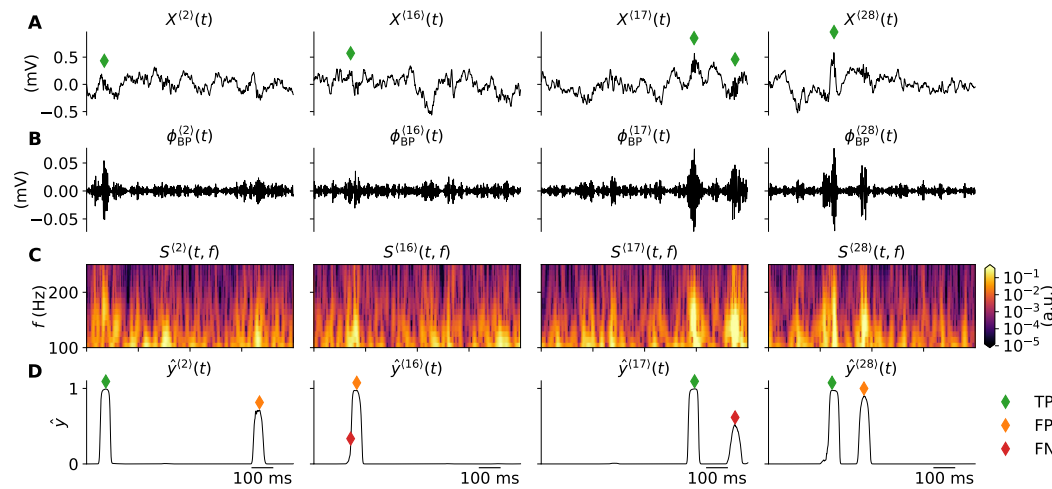 A X⁽²⁾(t) X⁽¹⁶⁾(t) X⁽¹⁷⁾(t) X⁽²⁸⁾(t)
(mV)
0.5
0.0
−0.5
B ϕ_BP⁽²⁾(t) ϕ_BP⁽¹⁶⁾(t) ϕ_BP⁽¹⁷⁾(t) ϕ_BP⁽²⁸⁾(t)
(mV)
0.05
0.00
−0.05
C S⁽²⁾(t, f) S⁽¹⁶⁾(t, f) S⁽¹⁷⁾(t, f) S⁽²⁸⁾(t, f)
f (Hz)
200
100
10⁻¹
10⁻²
10⁻³
10⁻⁴
10⁻⁵
(a.u.)
D ŷ⁽²⁾(t) ŷ⁽¹⁶⁾(t) ŷ⁽¹⁷⁾(t) ŷ⁽²⁸⁾(t)
ŷ
1
0
TP
FP
FN
100 ms 100 ms 100 ms 100 ms